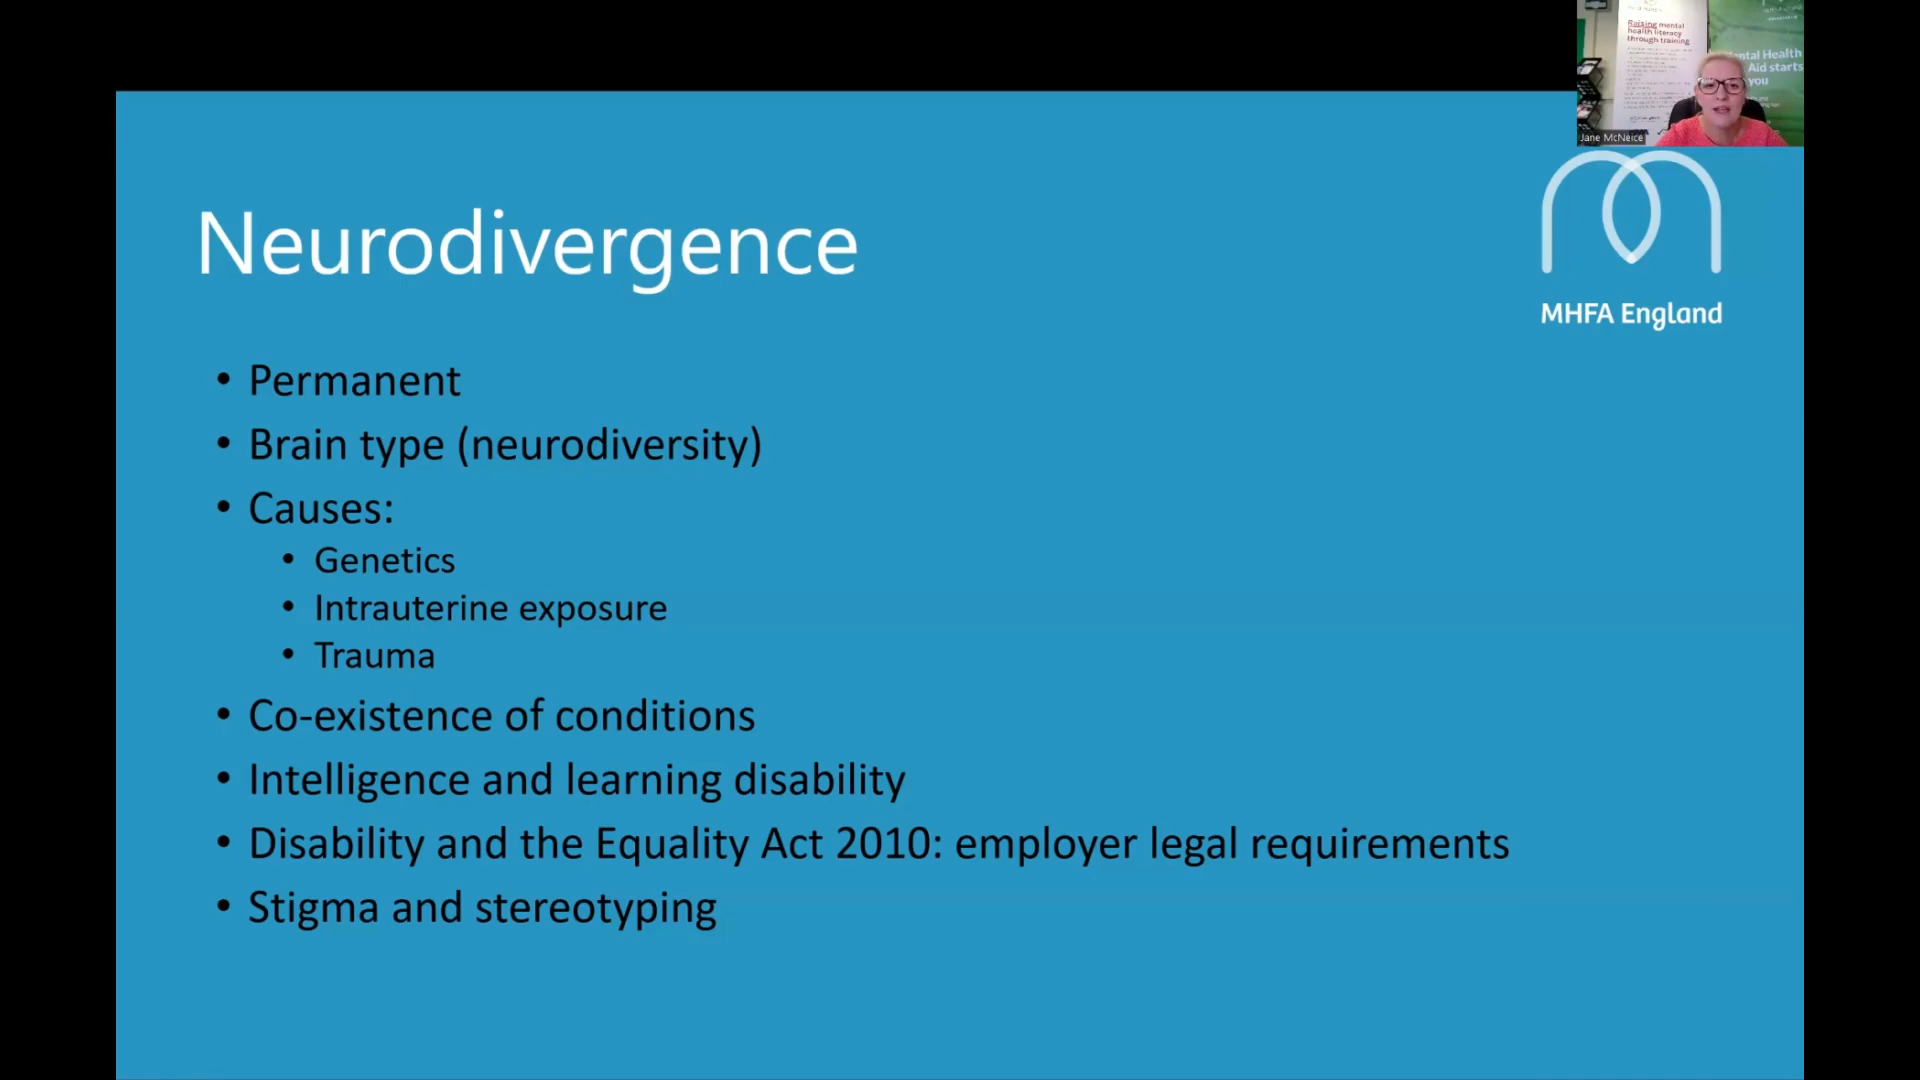 Raising mental
health literacy
through training
Mental Health
Aid starts
you
Jane McNeice
MHFA England
Neurodivergence
• Permanent
• Brain type (neurodiversity)
• Causes:
• Genetics
• Intrauterine exposure
• Trauma
• Co-existence of conditions
• Intelligence and learning disability
• Disability and the Equality Act 2010: employer legal requirements
• Stigma and stereotyping